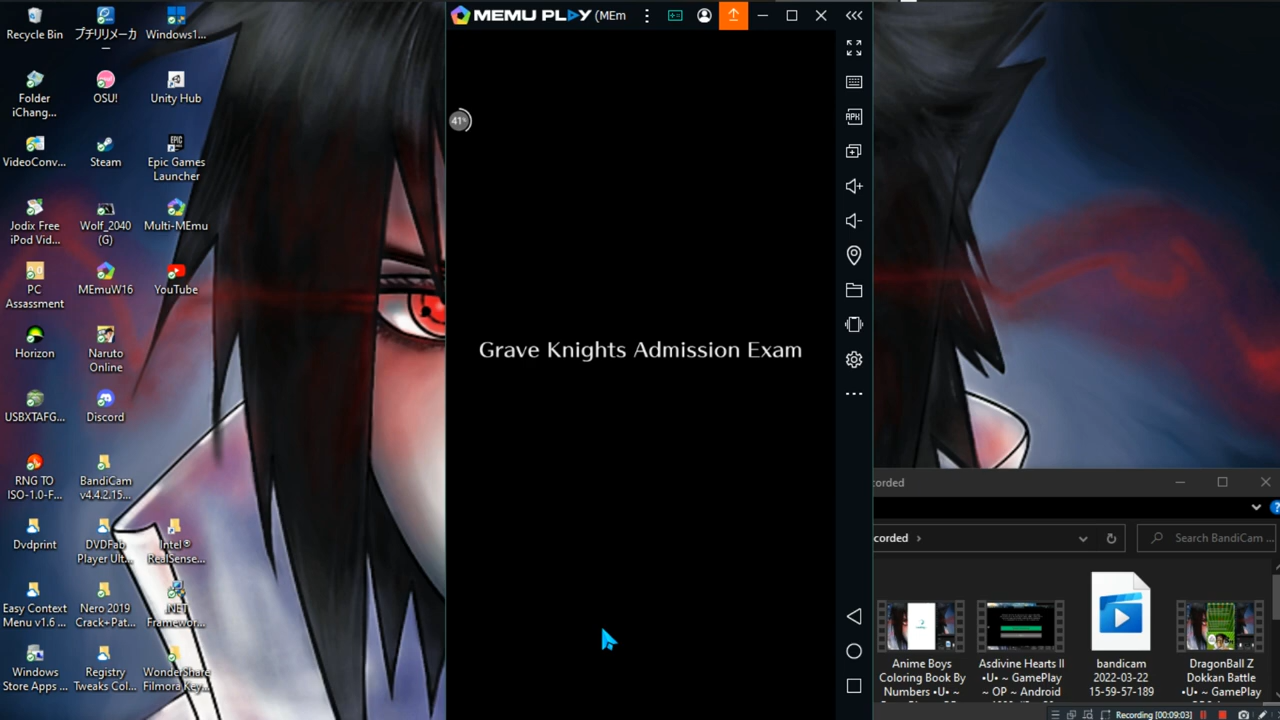 Recycle Bin
プチリリメーカ
ー
Windows1...
Folder
iChang...
OSU!
Unity Hub
VideoConv...
Steam
Epic Games
Launcher
Jodix Free
iPod Vid...
Wolf_2040
(G)
Multi-MEmu
PC
Assassment
MEmuW16
YouTube
Horizon
Naruto
Online
USBXTAFG...
Discord
RNG TO
ISO-1.0-F...
BandiCam
v4.4.2.15...
Dvdprint
DVDFab
Player Ult...
Intel®
RealSense...
Easy Context
Menu v1.6 ...
Nero 2019
Crack+Pat...
.NET
Framewor...
Windows
Store Apps ...
Registry
Tweaks Col...
WonderShare
Filmora Key...
MEMU PLAY (MEm
41%
APK
Grave Knights Admission Exam
EPIC
GAMES
corded
corded
Search BandiCam ...
Anime Boys
Coloring Book By
Numbers •U• ~
Asdivine Hearts II
•U• ~ GamePlay
~ OP ~ Android
bandicam
2022-03-22
15-59-57-189
DragonBall Z
Dokkan Battle
•U• ~ GamePlay
Recording [00:09:03]